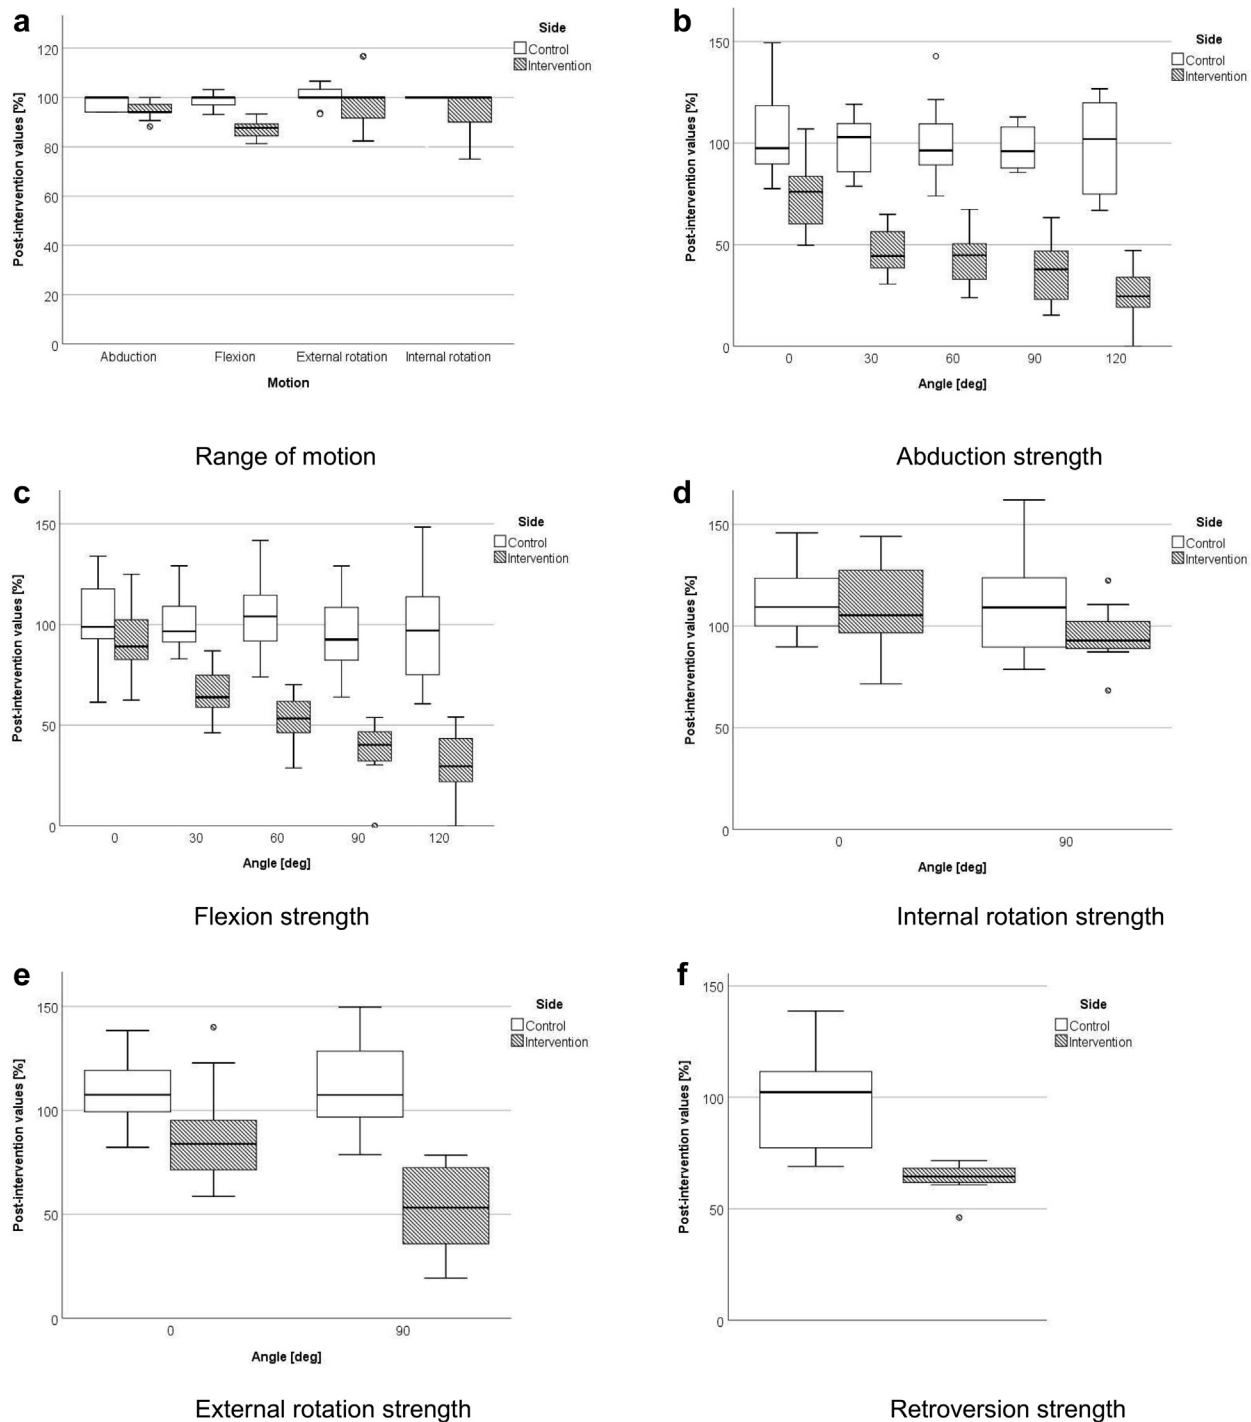 a
Post-intervention values [%]
120
100
80
60
40
20
0
Abduction Flexion External rotation Internal rotation
Motion
Side
Control
Intervention
Range of motion
b
Post-intervention values [%]
150
100
50
0
0 30 60 90 120
Angle [deg]
Side
Control
Intervention
Abduction strength
c
Post-intervention values [%]
150
100
50
0
0 30 60 90 120
Angle [deg]
Side
Control
Intervention
Flexion strength
d
Post-intervention values [%]
150
100
50
0
0 90
Angle [deg]
Side
Control
Intervention
Internal rotation strength
e
Post-intervention values [%]
150
100
50
0
0 90
Angle [deg]
Side
Control
Intervention
External rotation strength
f
Post-intervention values [%]
150
100
50
0
Side
Control
Intervention
Retroversion strength